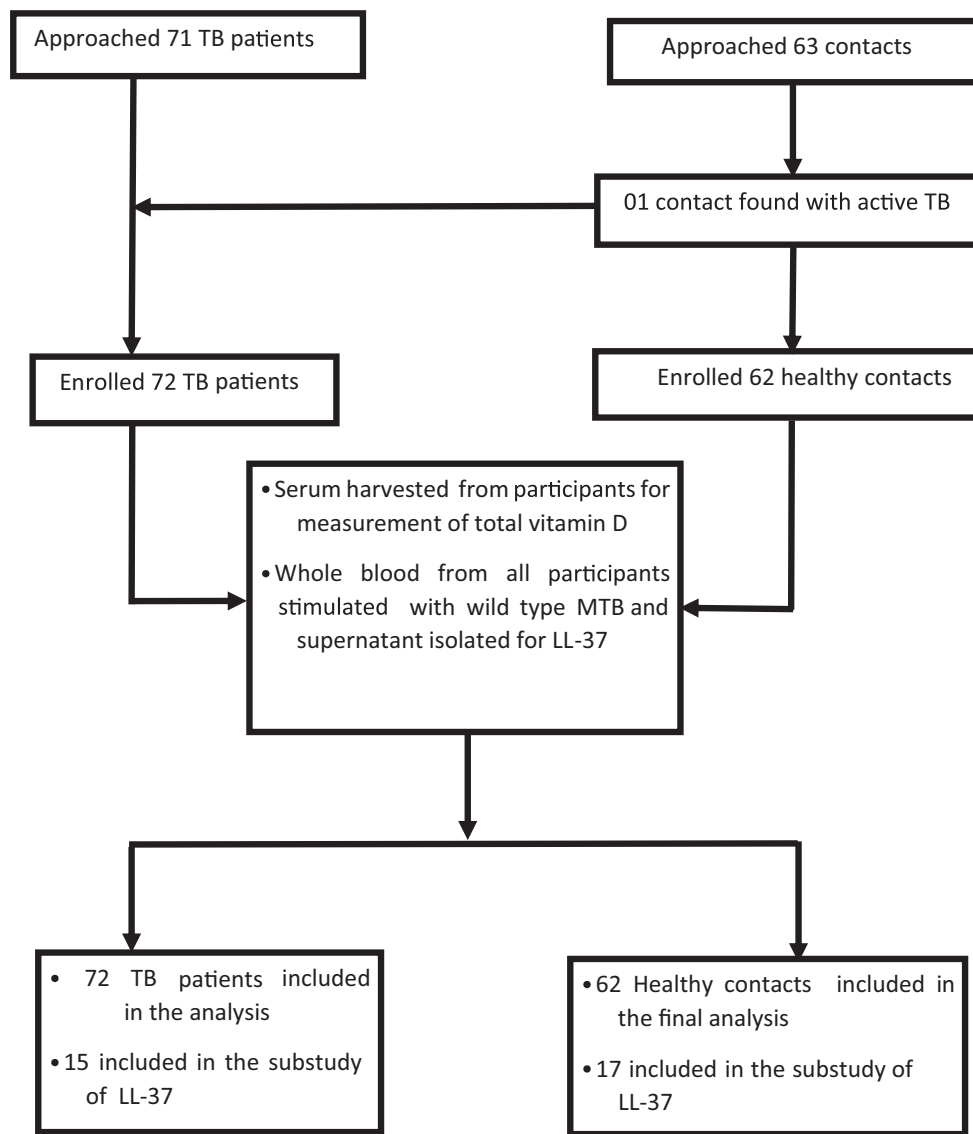 Approached 71 TB patients
Approached 63 contacts
01 contact found with active TB
Enrolled 72 TB patients
Enrolled 62 healthy contacts
• Serum harvested from participants for
measurement of total vitamin D
• Whole blood from all participants
stimulated with wild type MTB and
supernatant isolated for LL-37
• 72 TB patients included
in the analysis
• 15 included in the substudy
of LL-37
• 62 Healthy contacts included in
the final analysis
• 17 included in the substudy of
LL-37